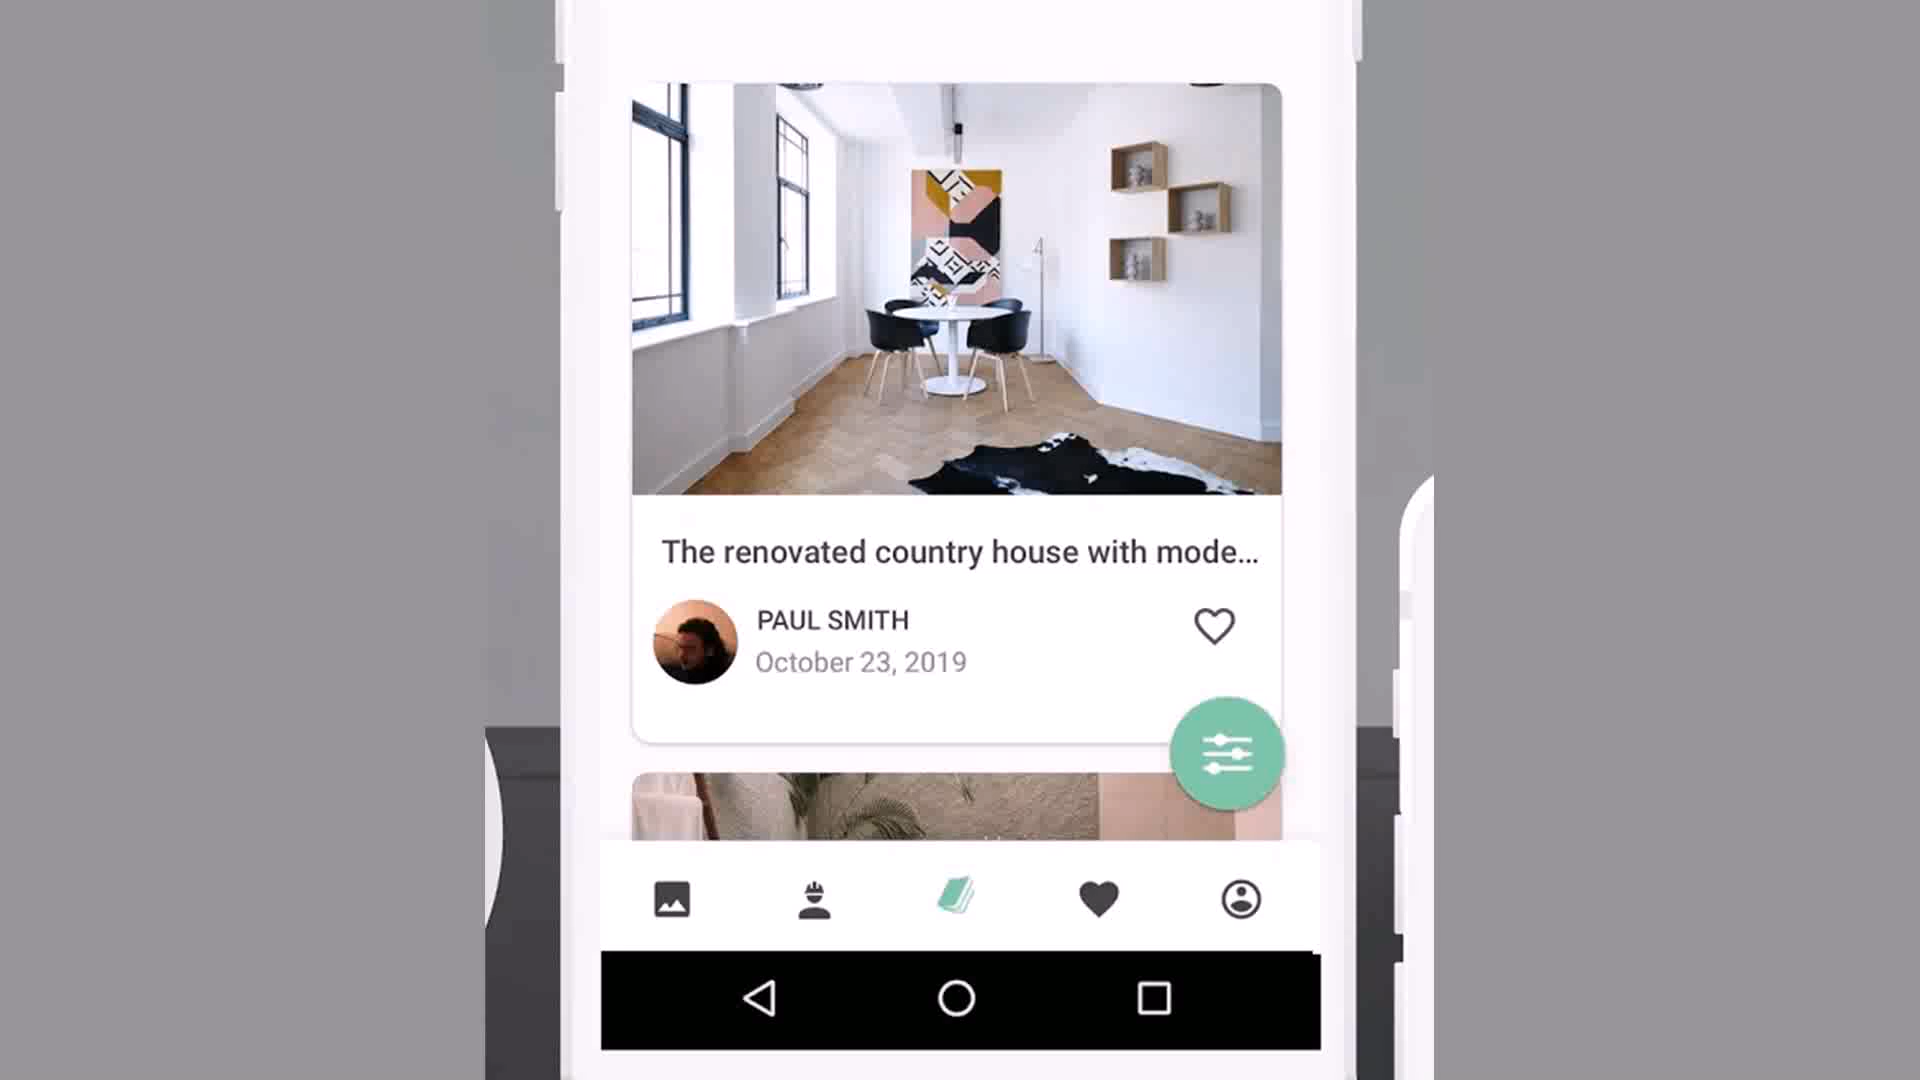 The renovated country house with mode...
PAUL SMITH
October 23, 2019